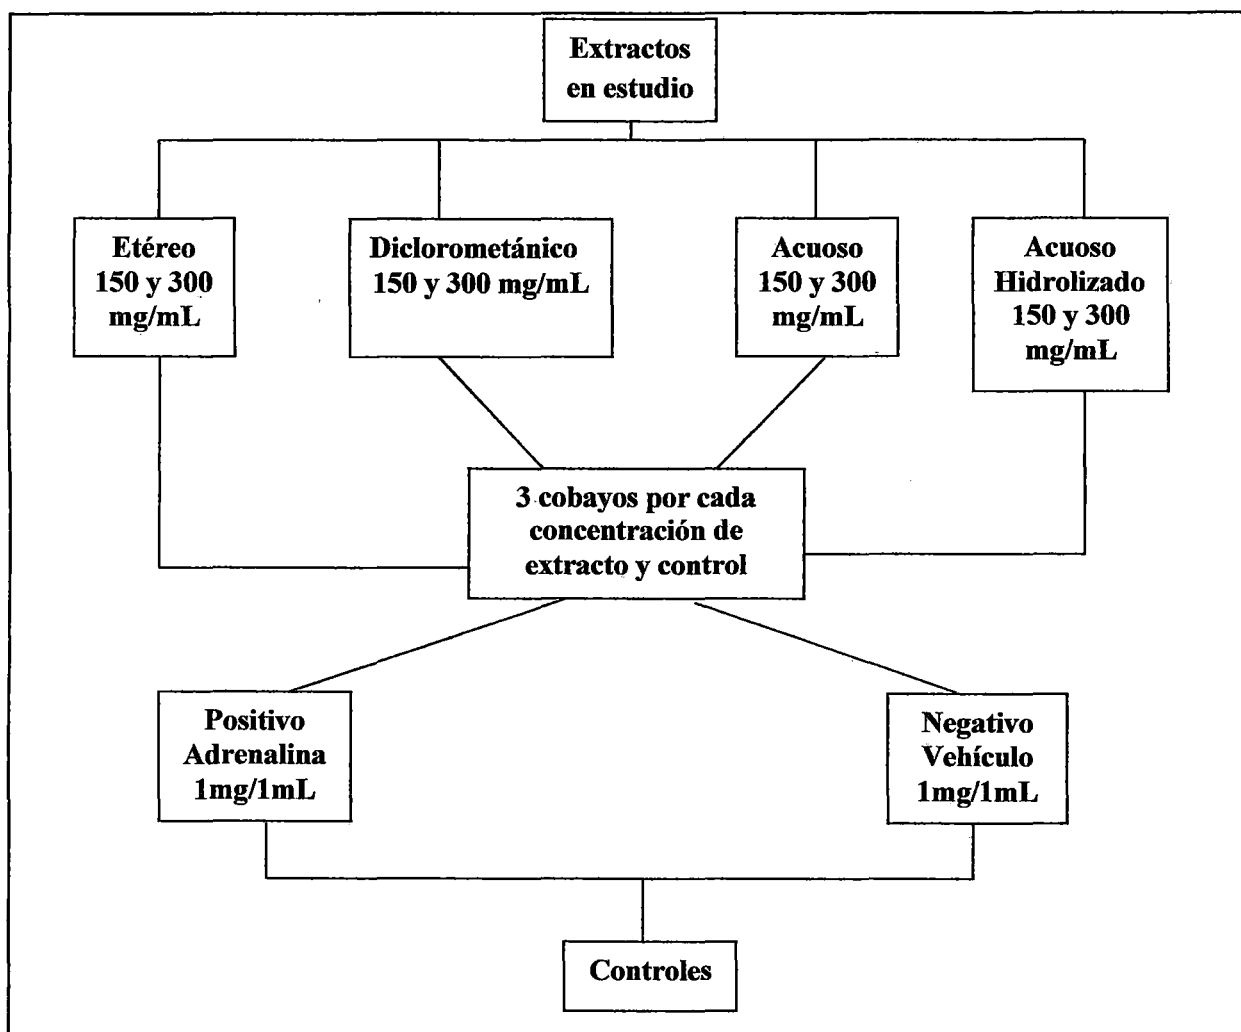 Extractos
en estudio
Etéreo
150 y 300
mg/mL
Diclorometánico
150 y 300 mg/mL
Acuoso
150 y 300
mg/mL
Acuoso
Hidrolizado
150 y 300
mg/mL
3 cobayos por cada
concentración de
extracto y control
Positivo
Adrenalina
1mg/1mL
Negativo
Vehículo
1mg/1mL
Controles